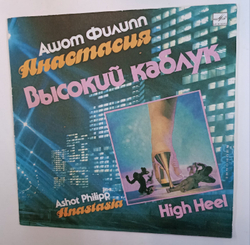 Ашот Филипп
Анастасия
Высокий каблук
Ashot Philipp
Anastasia
High Heel